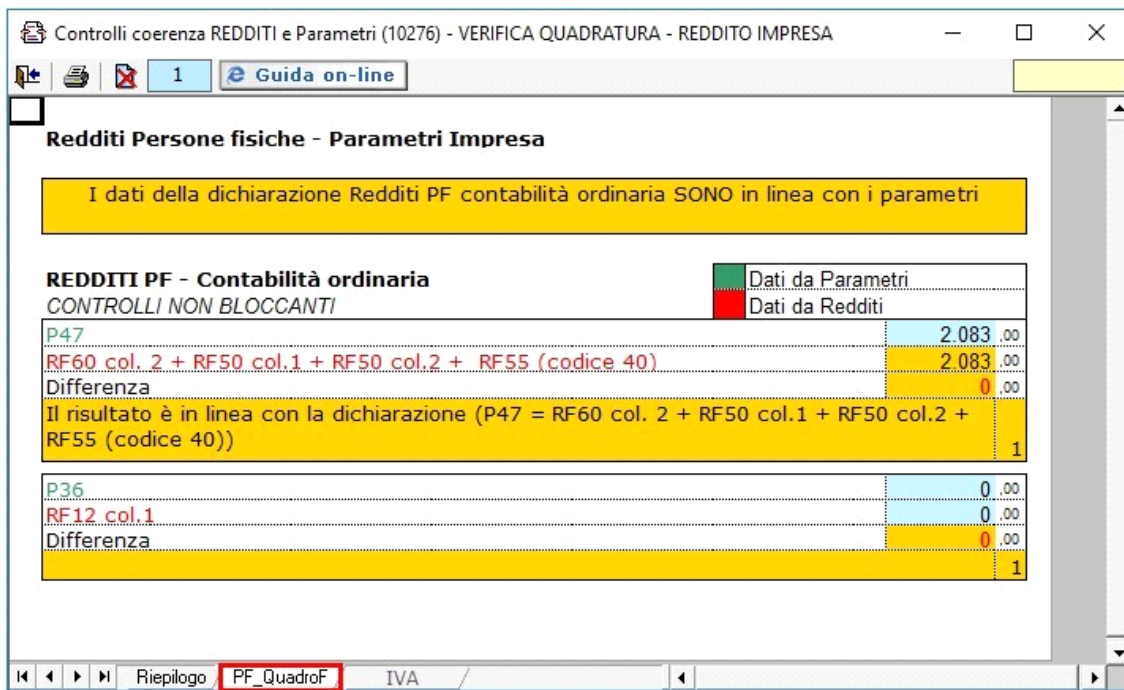 Controlli coerenza REDDITI e Parametri (10276) - VERIFICA QUADRATURA - REDDITO IMPRESA
1 Guida on-line
Redditi Persone fisiche - Parametri Impresa
I dati della dichiarazione Redditi PF contabilità ordinaria SONO in linea con i parametri
REDDITI PF - Contabilità ordinaria
Dati da Parametri
CONTROLLI NON BLOCCANTI
Dati da Redditi
P47 2.083 ,00
RF60 col. 2 + RF50 col.1 + RF50 col.2 + RF55 (codice 40) 2.083 ,00
Differenza 0 ,00
Il risultato è in linea con la dichiarazione (P47 = RF60 col. 2 + RF50 col.1 + RF50 col.2 +
RF55 (codice 40)) 1
P36 0 ,00
RF12 col.1 0 ,00
Differenza 0 ,00
1
Riepilogo PF_QuadroF IVA